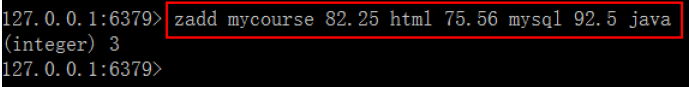 127.0.0.1:6379> zadd mycourse 82.25 html 75.56 mysql 92.5 java
(integer) 3
127.0.0.1:6379>